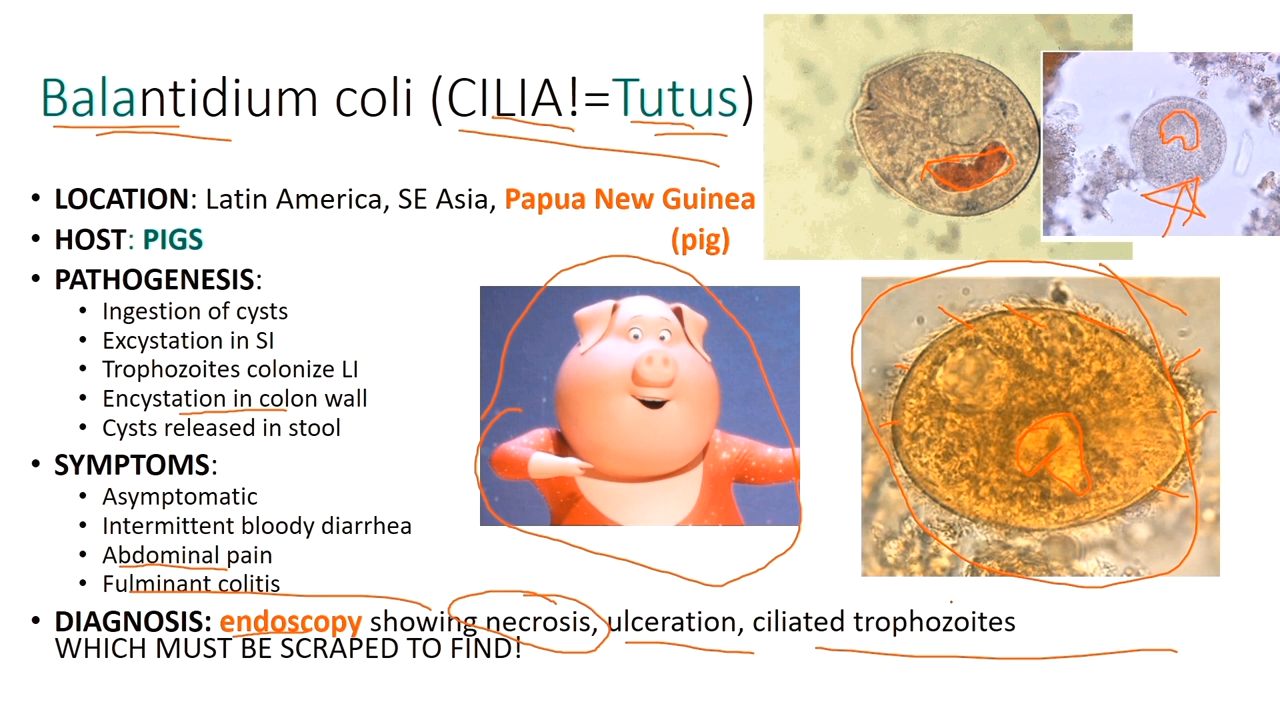 Balantidium coli (CILIA!=Tutus)
• LOCATION: Latin America, SE Asia, Papua New Guinea
(pig)
• HOST: PIGS
• PATHOGENESIS:
• Ingestion of cysts
• Excystation in SI
• Trophozoites colonize LI
• Encystation in colon wall
• Cysts released in stool
• SYMPTOMS:
• Asymptomatic
• Intermittent bloody diarrhea
• Abdominal pain
• Fulminant colitis
• DIAGNOSIS: endoscopy showing necrosis, ulceration, ciliated trophozoites
WHICH MUST BE SCRAPED TO FIND!